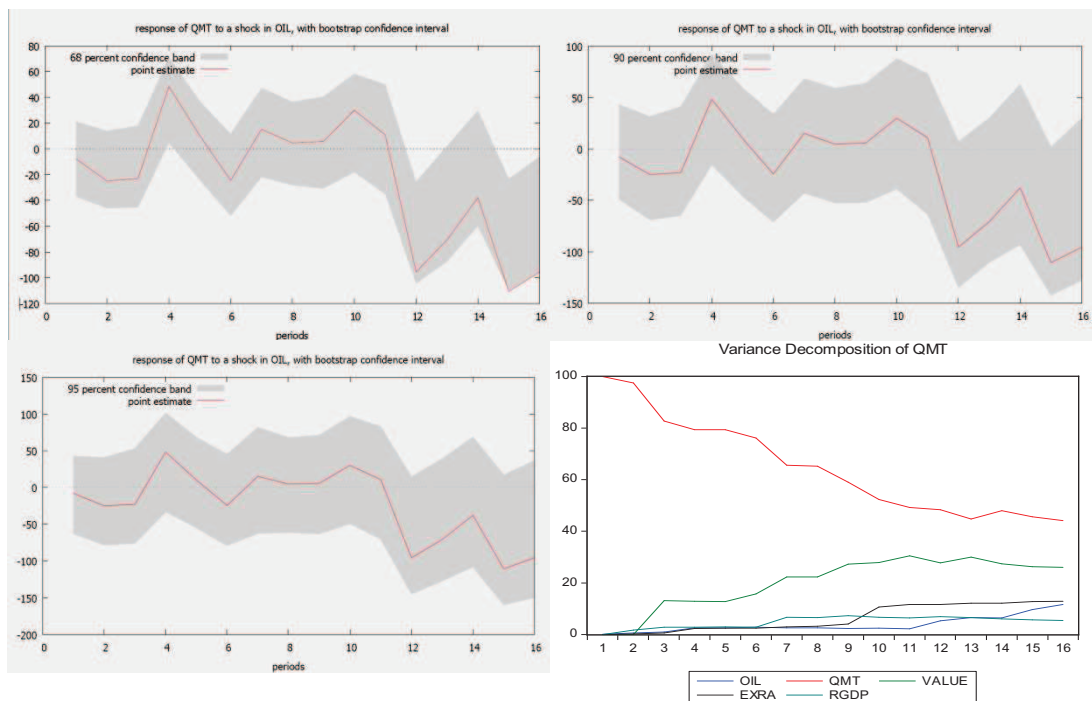 response of QMT to a shock in OIL, with bootstrap confidence interval
68 percent confidence band
point estimate
80
60
40
20
0
-20
-40
-60
-80
-100
-120
0 2 4 6 8 10 12 14 16
periods
response of QMT to a shock in OIL, with bootstrap confidence interval
90 percent confidence band
point estimate
100
50
0
-50
-100
-150
0 2 4 6 8 10 12 14 16
periods
response of QMT to a shock in OIL, with bootstrap confidence interval
95 percent confidence band
point estimate
150
100
50
0
-50
-100
-150
-200
0 2 4 6 8 10 12 14 16
periods
Variance Decomposition of QMT
100
80
60
40
20
0
1 2 3 4 5 6 7 8 9 10 11 12 13 14 15 16
OIL QMT VALUE
EXRA RGDP